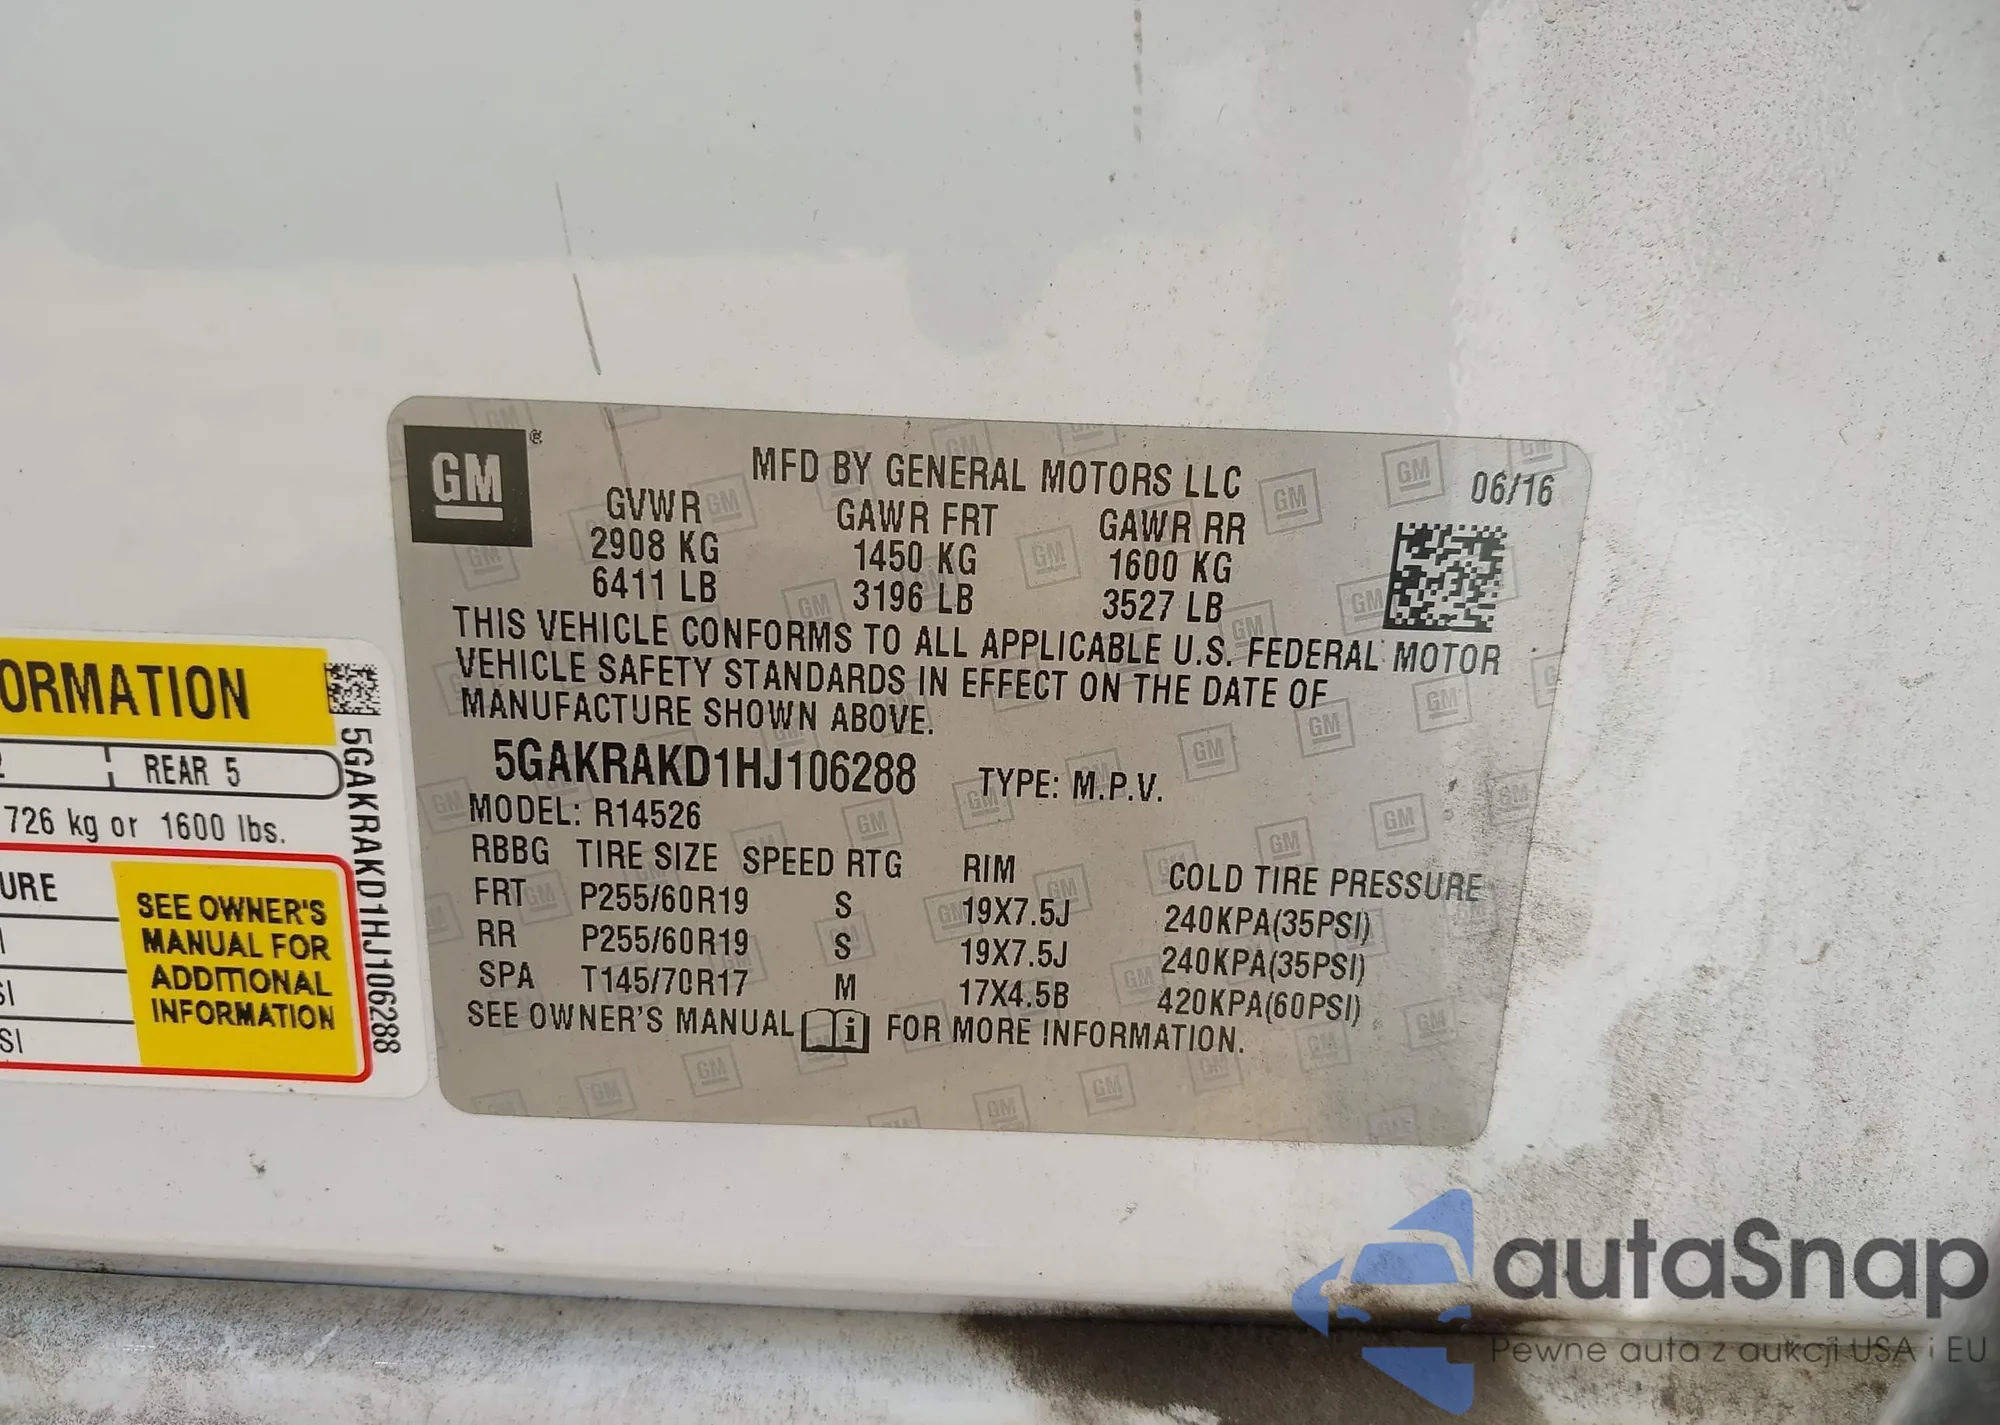 GM ®
MFD BY GENERAL MOTORS LLC 06/16
GVWR GAWR FRT GAWR RR
2908 KG 1450 KG 1600 KG
6411 LB 3196 LB 3527 LB
THIS VEHICLE CONFORMS TO ALL APPLICABLE U.S. FEDERAL MOTOR
VEHICLE SAFETY STANDARDS IN EFFECT ON THE DATE OF
MANUFACTURE SHOWN ABOVE.
5GAKRAKD1HJ106288 TYPE: M.P.V.
MODEL: R14526
RBBG TIRE SIZE SPEED RTG RIM COLD TIRE PRESSURE
FRT P255/60R19 S 19X7.5J 240KPA(35PSI)
RR P255/60R19 S 19X7.5J 240KPA(35PSI)
SPA T145/70R17 M 17X4.5B 420KPA(60PSI)
SEE OWNER'S MANUAL i FOR MORE INFORMATION.
ORMATION
REAR 5
726 kg or 1600 lbs.
URE
SI
SI
SEE OWNER'S
MANUAL FOR
ADDITIONAL
INFORMATION
5GAKRAKD1HJ106288
autaSnap
Pewne auta z aukcji USA i EU